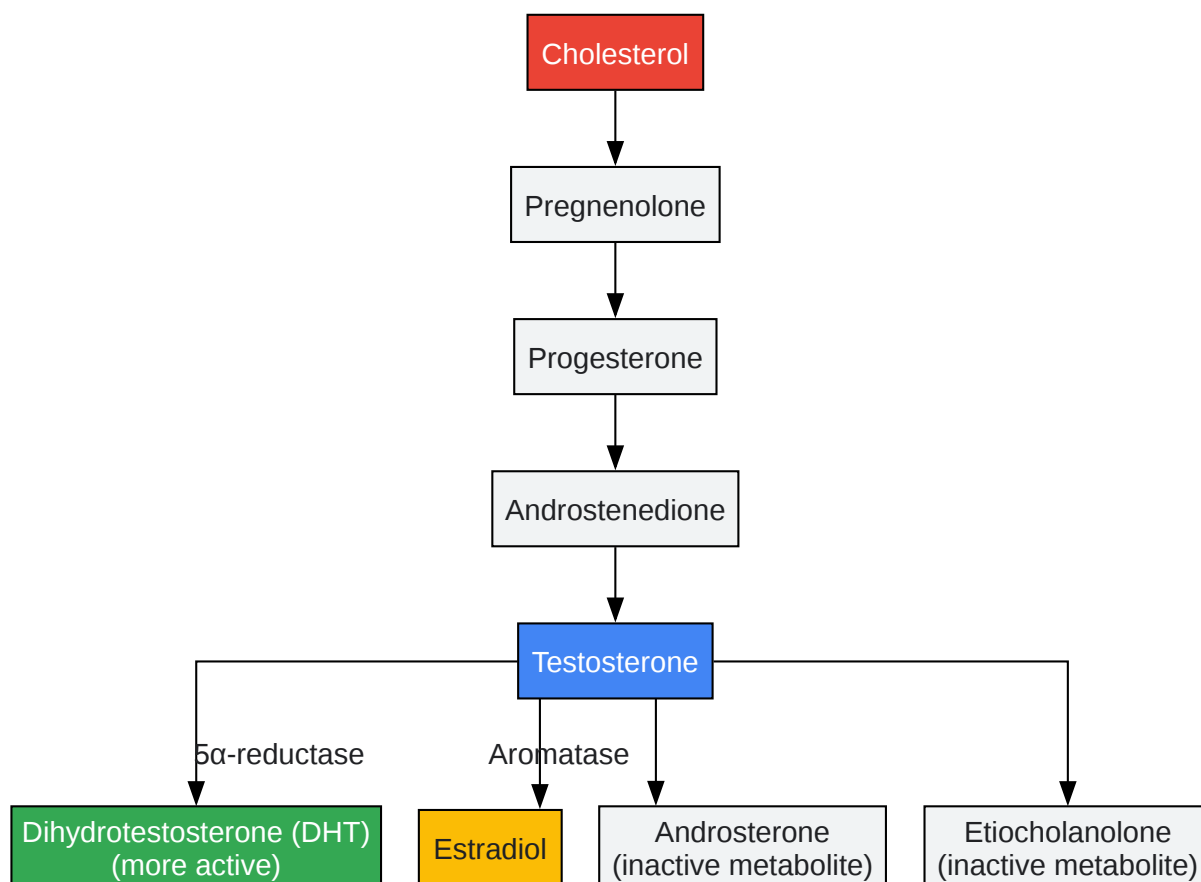 Cholesterol
Pregnenolone
Progesterone
Androstenedione
Testosterone
5α-reductase
Aromatase
Dihydrotestosterone (DHT)
(more active)
Estradiol
Androsterone
(inactive metabolite)
Etiocholanolone
(inactive metabolite)